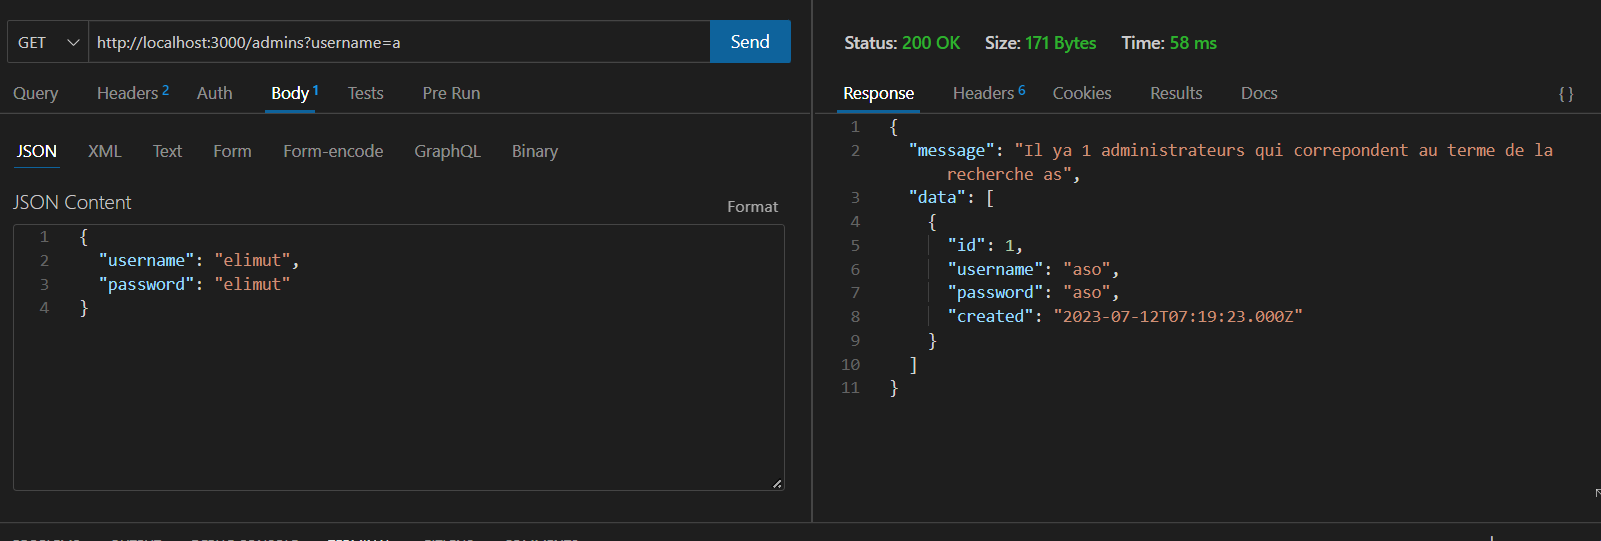 GET http://localhost:3000/admins?username=a Send
Query Headers 2 Auth Body 1 Tests Pre Run
JSON XML Text Form Form-encode GraphQL Binary
JSON Content Format
1 {
2 "username": "elimut",
3 "password": "elimut"
4 }
Status: 200 OK Size: 171 Bytes Time: 58 ms
Response Headers 6 Cookies Results Docs {}
1 {
2 "message": "Il ya 1 administrateurs qui correpondent au terme de la
recherche as",
3 "data": [
4 {
5 "id": 1,
6 "username": "aso",
7 "password": "aso",
8 "created": "2023-07-12T07:19:23.000Z"
9 }
10 ]
11 }